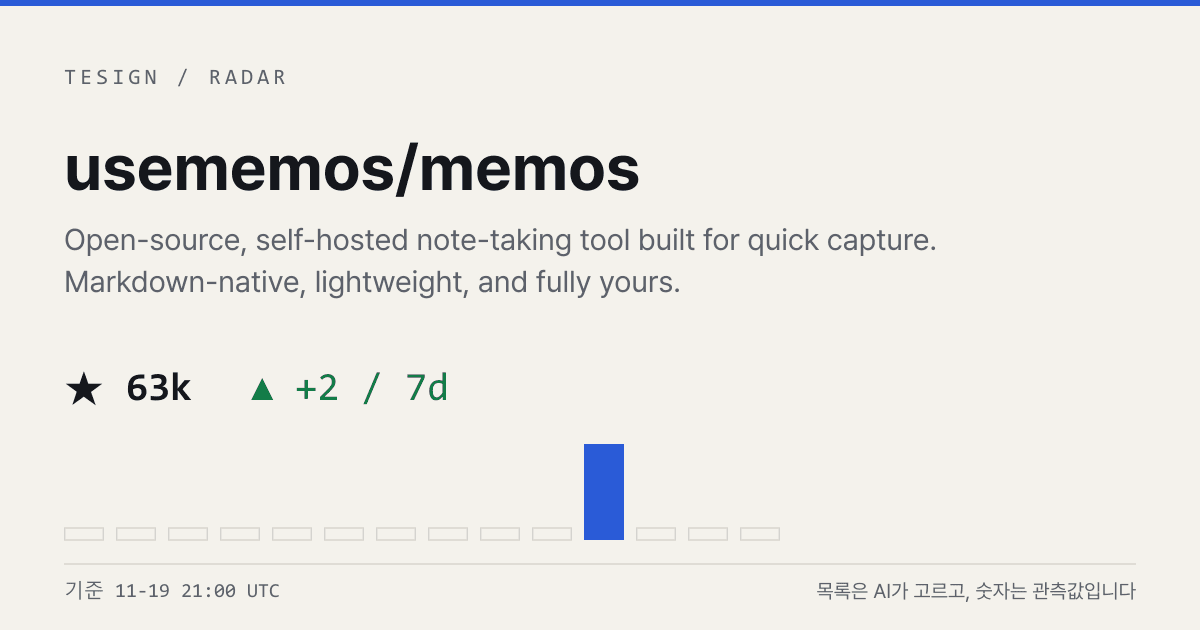 TESIGN / RADAR
usememos/memos
Open-source, self-hosted note-taking tool built for quick capture.
Markdown-native, lightweight, and fully yours.
★ 63k ▲ +2 / 7d
기준 11-19 21:00 UTC
목록은 AI가 고르고, 숫자는 관측값입니다